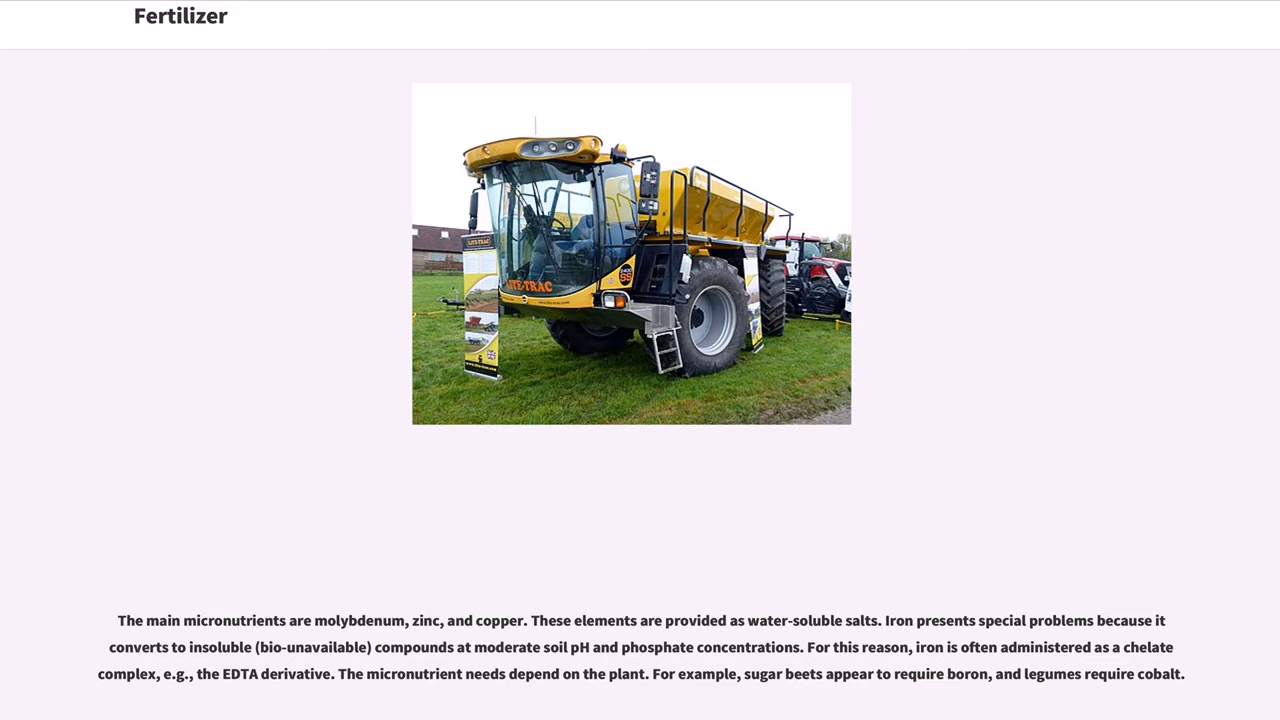 Fertilizer
LITE-TRAC
LITE-TRAC
SS
The main micronutrients are molybdenum, zinc, and copper. These elements are provided as water-soluble salts. Iron presents special problems because it
converts to insoluble (bio-unavailable) compounds at moderate soil pH and phosphate concentrations. For this reason, iron is often administered as a chelate
complex, e.g., the EDTA derivative. The micronutrient needs depend on the plant. For example, sugar beets appear to require boron, and legumes require cobalt.